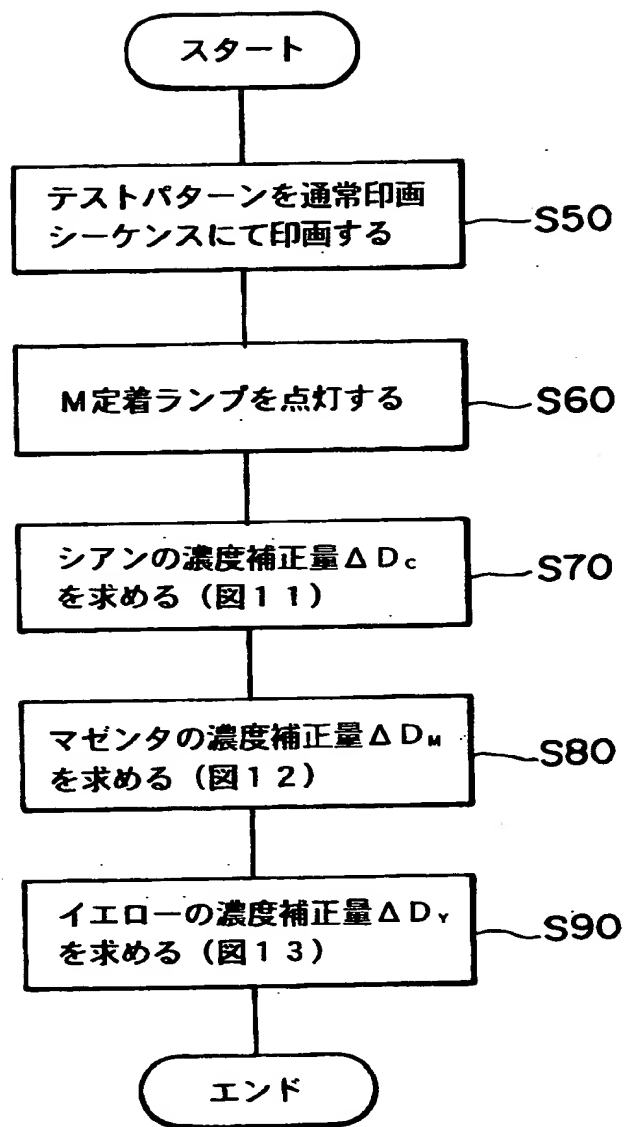 スタート
テストパターンを通常印画
シーケンスにて印画する
S50
M定着ランプを点灯する
S60
シアンの濃度補正量ΔDC
を求める（図11）
S70
マゼンタの濃度補正量ΔDM
を求める（図12）
S80
イエローの濃度補正量ΔDY
を求める（図13）
S90
エンド